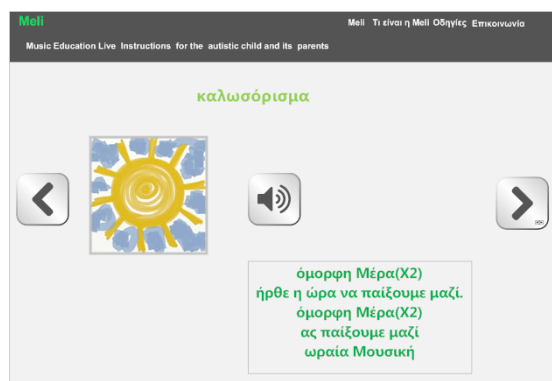 Meli
Meli Τι είναι η Meli Οδηγίες Επικοινωνία
Music Education Live Instructions for the autistic child and its parents
καλωσόρισμα
όμορφη Μέρα(Χ2)
ήρθε η ώρα να παίξουμε μαζί.
όμορφη Μέρα(Χ2)
ας παίξουμε μαζί
ωραία Μουσική